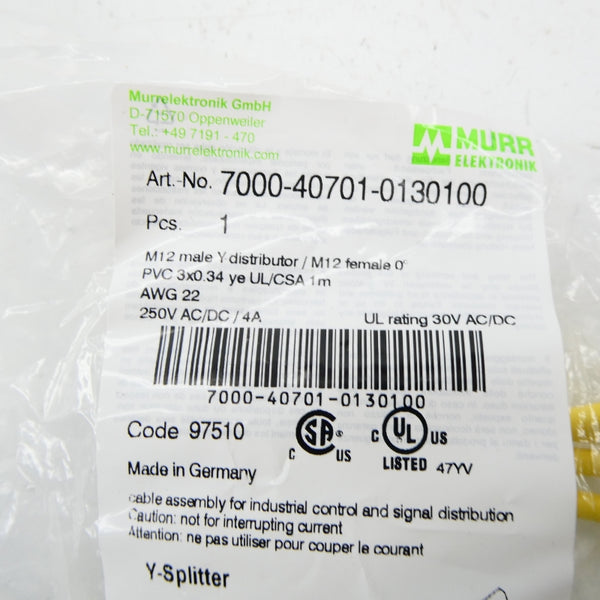 Murrelektronik GmbH
D-71570 Oppenweiler
Tel.: +49 7191 - 470
www.murrelektronik.com
MURR
ELEKTRONIK
Art.-No. 7000-40701-0130100
Pcs. 1
M12 male Y distributor / M12 female 0°
PVC 3x0.34 ye UL/CSA 1m
AWG 22
250V AC/DC / 4A UL rating 30V AC/DC
7000-40701-0130100
Code 97510
C SA US
C UL US
LISTED 47YV
Made in Germany
cable assembly for industrial control and signal distribution
Caution: not for interrupting current
Attention: ne pas utiliser pour couper le courant
Y-Splitter